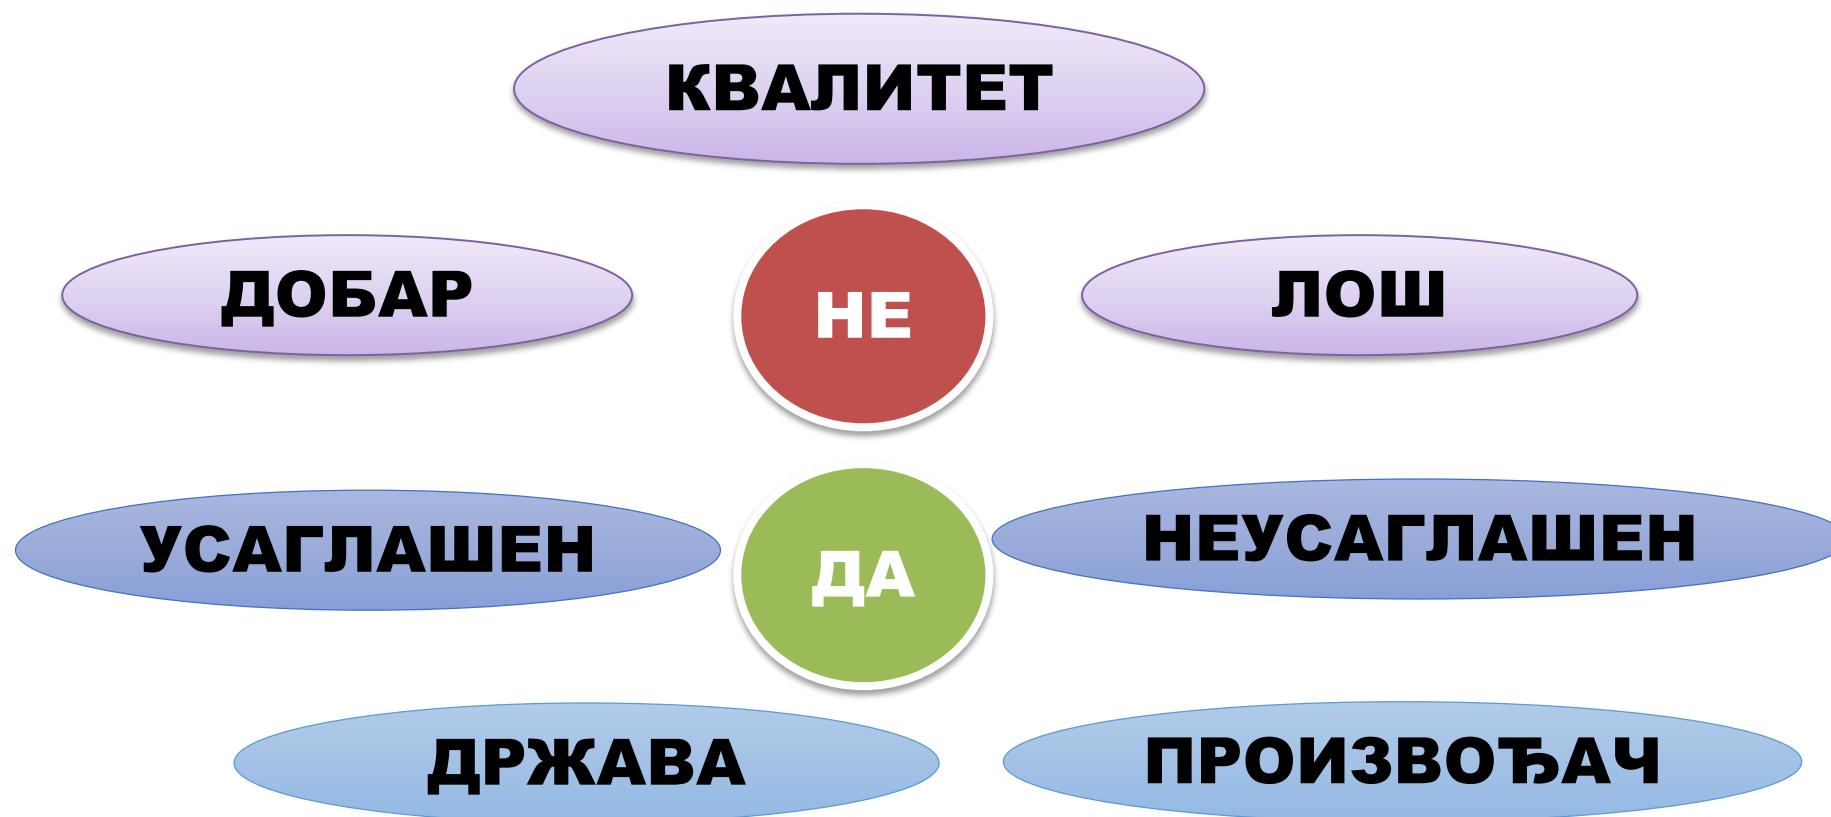 КВАЛИТЕТ
ДОБАР
НЕ
ЛОШ
УСАГЛАШЕН
ДА
НЕУСАГЛАШЕН
ДРЖАВА
ПРОИЗВОЂАЧ